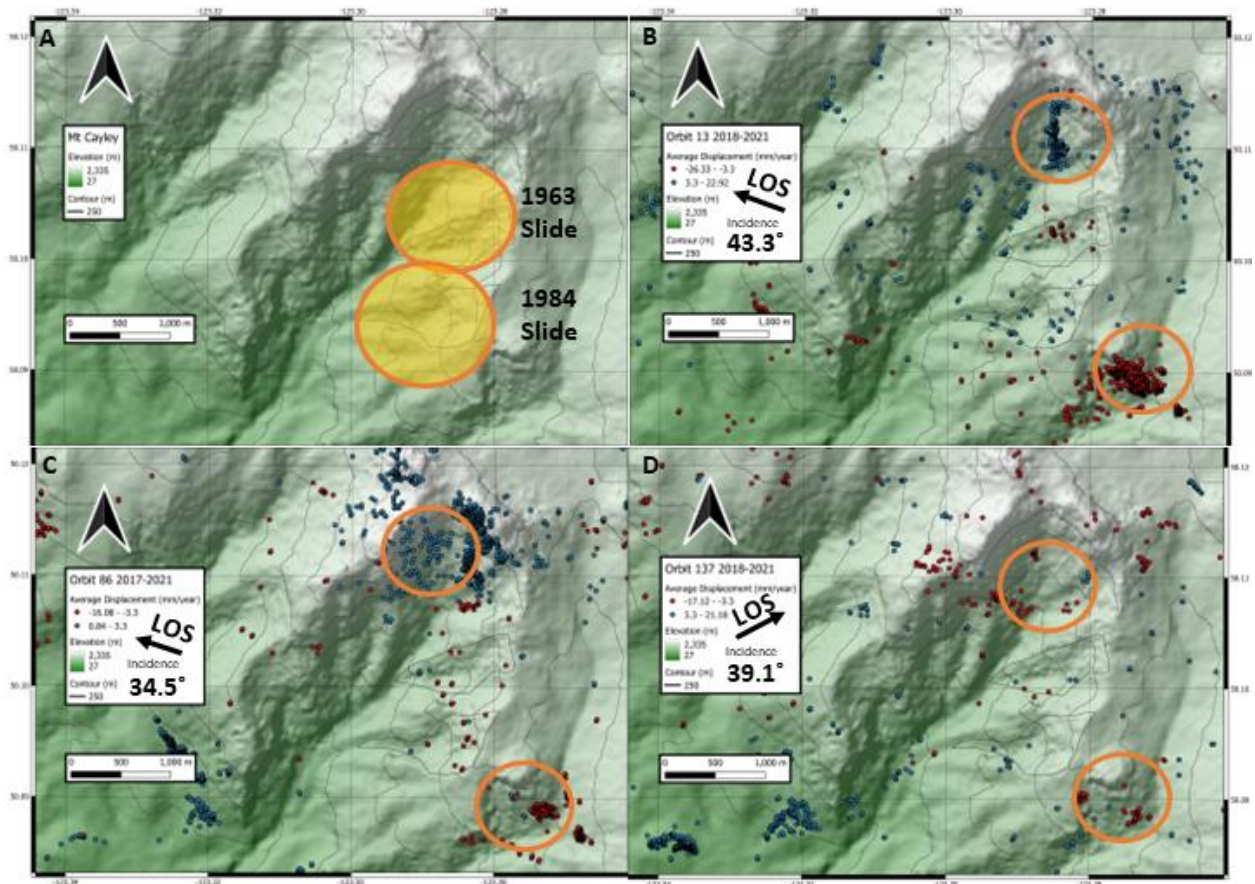 A
Mt Cayley
Elevation (m)
2,335
27
Contour (m)
250
0 500 1,000 m
1963
Slide
1984
Slide
B
Orbit 13 2018-2021
Average Displacement (mm/year)
-26.33 - -3.3
3.3 - 22.92
Elevation (m)
2,335
27
Contour (m)
250
LOS
Incidence
43.3˚
0 500 1,000 m
C
Orbit 86 2017-2021
Average Displacement (mm/year)
-16.08 - -3.3
0.84 - 3.3
Elevation (m)
2,335
27
Contour (m)
250
LOS
Incidence
34.5˚
0 500 1,000 m
D
Orbit 137 2018-2021
Average Displacement (mm/year)
-17.12 - -3.3
3.3 - 21.18
Elevation (m)
2,335
27
Contour (m)
250
LOS
Incidence
39.1˚
0 500 1,000 m